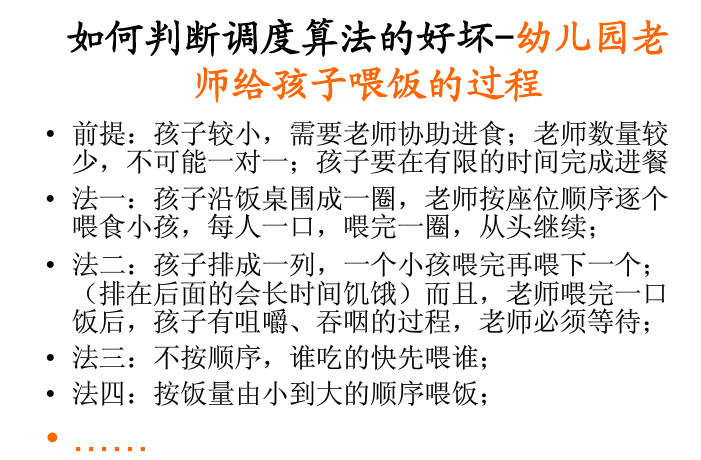 如何判断调度算法的好坏-幼儿园老
师给孩子喂饭的过程
• 前提：孩子较小，需要老师协助进食；老师数量较
少，不可能一对一；孩子要在有限的时间完成进餐
• 法一：孩子沿饭桌围成一圈，老师按座位顺序逐个
喂食小孩，每人一口，喂完一圈，从头继续；
• 法二：孩子排成一列，一个小孩喂完再喂下一个；
（排在后面的会长时间饥饿）而且，老师喂完一口
饭后，孩子有咀嚼、吞咽的过程，老师必须等待；
• 法三：不按顺序，谁吃的快先喂谁；
• 法四：按饭量由小到大的顺序喂饭；
• ……